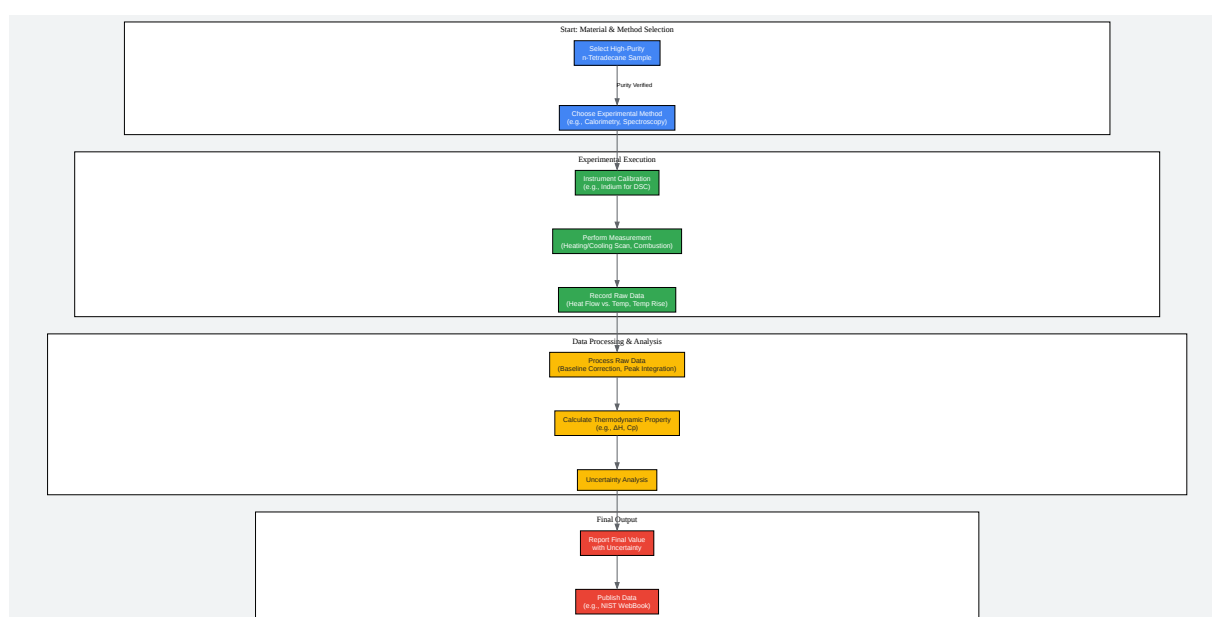 Start: Material & Method Selection
Select High-Purity
n-Tetradecane Sample
Purity Verified
Choose Experimental Method
(e.g., Calorimetry, Spectroscopy)
Experimental Execution
Instrument Calibration
(e.g., Indium for DSC)
Perform Measurement
(Heating/Cooling Scan, Combustion)
Record Raw Data
(Heat Flow vs. Temp, Temp Rise)
Data Processing & Analysis
Process Raw Data
(Baseline Correction, Peak Integration)
Calculate Thermodynamic Property
(e.g., ΔH, Cp)
Uncertainty Analysis
Final Output
Report Final Value
with Uncertainty
Publish Data
(e.g., NIST WebBook)